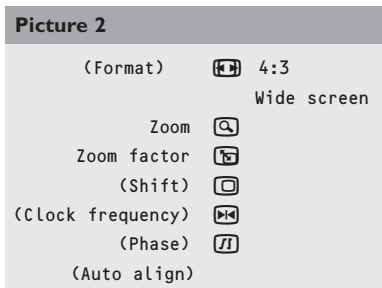 Picture 2
(Format) 4:3
Wide screen
Zoom
Zoom factor
(Shift)
(Clock frequency)
(Phase)
(Auto align)